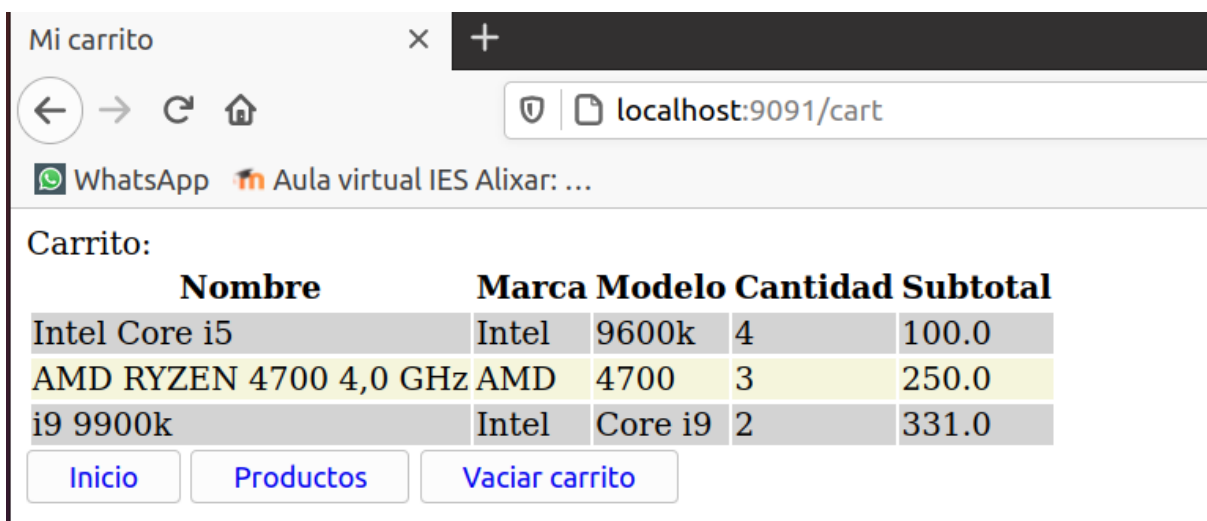 Mi carrito
localhost:9091/cart
WhatsApp Aula virtual IES Alixar: …
Carrito:
Nombre Marca Modelo Cantidad Subtotal
Intel Core i5 Intel 9600k 4 100.0
AMD RYZEN 4700 4,0 GHz AMD 4700 3 250.0
i9 9900k Intel Core i9 2 331.0
Inicio Productos Vaciar carrito